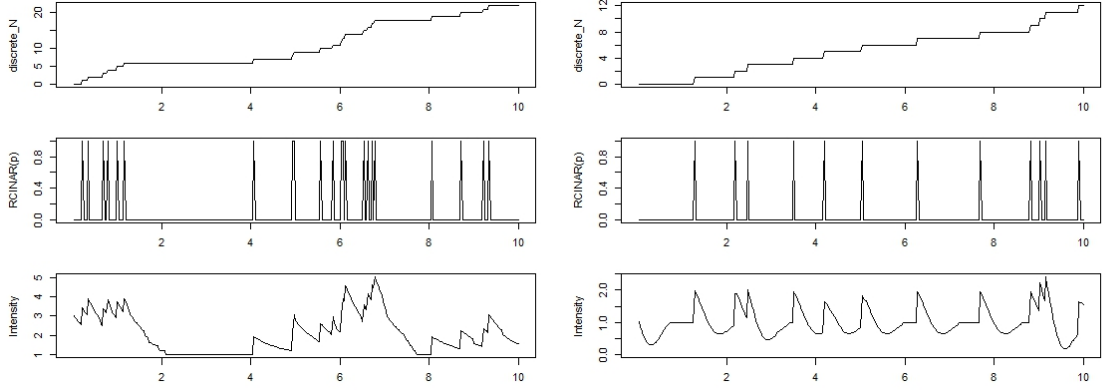 discrete_N
0 5 10 20
2 4 6 8 10
RCINAR(p)
0.0 0.4 0.8
2 4 6 8 10
Intensity
1 2 3 4 5
2 4 6 8 10
discrete_N
0 4 8 12
2 4 6 8 10
RCINAR(p)
0.0 0.4 0.8
2 4 6 8 10
Intensity
0.0 1.0 2.0
2 4 6 8 10